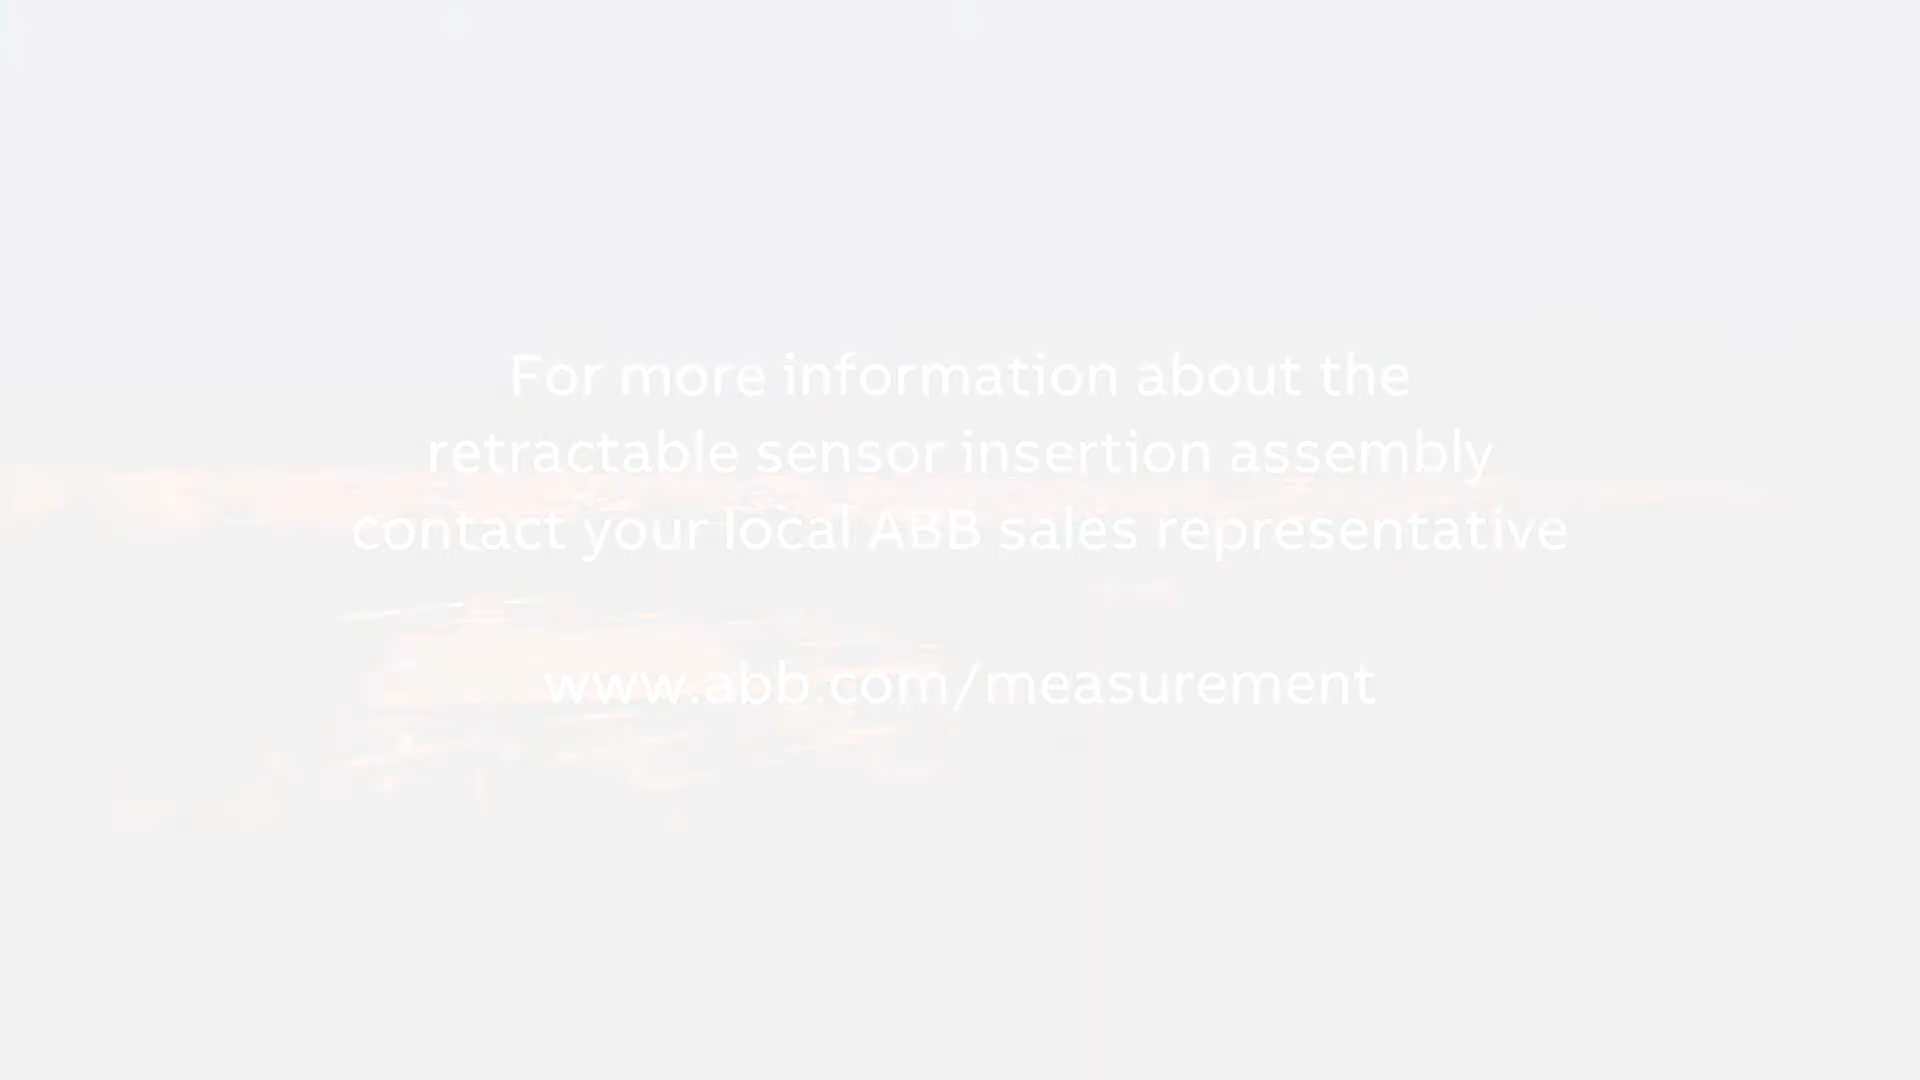 For more information about the
retractable sensor insertion assembly
contact your local ABB sales representative
www.abb.com/measurement